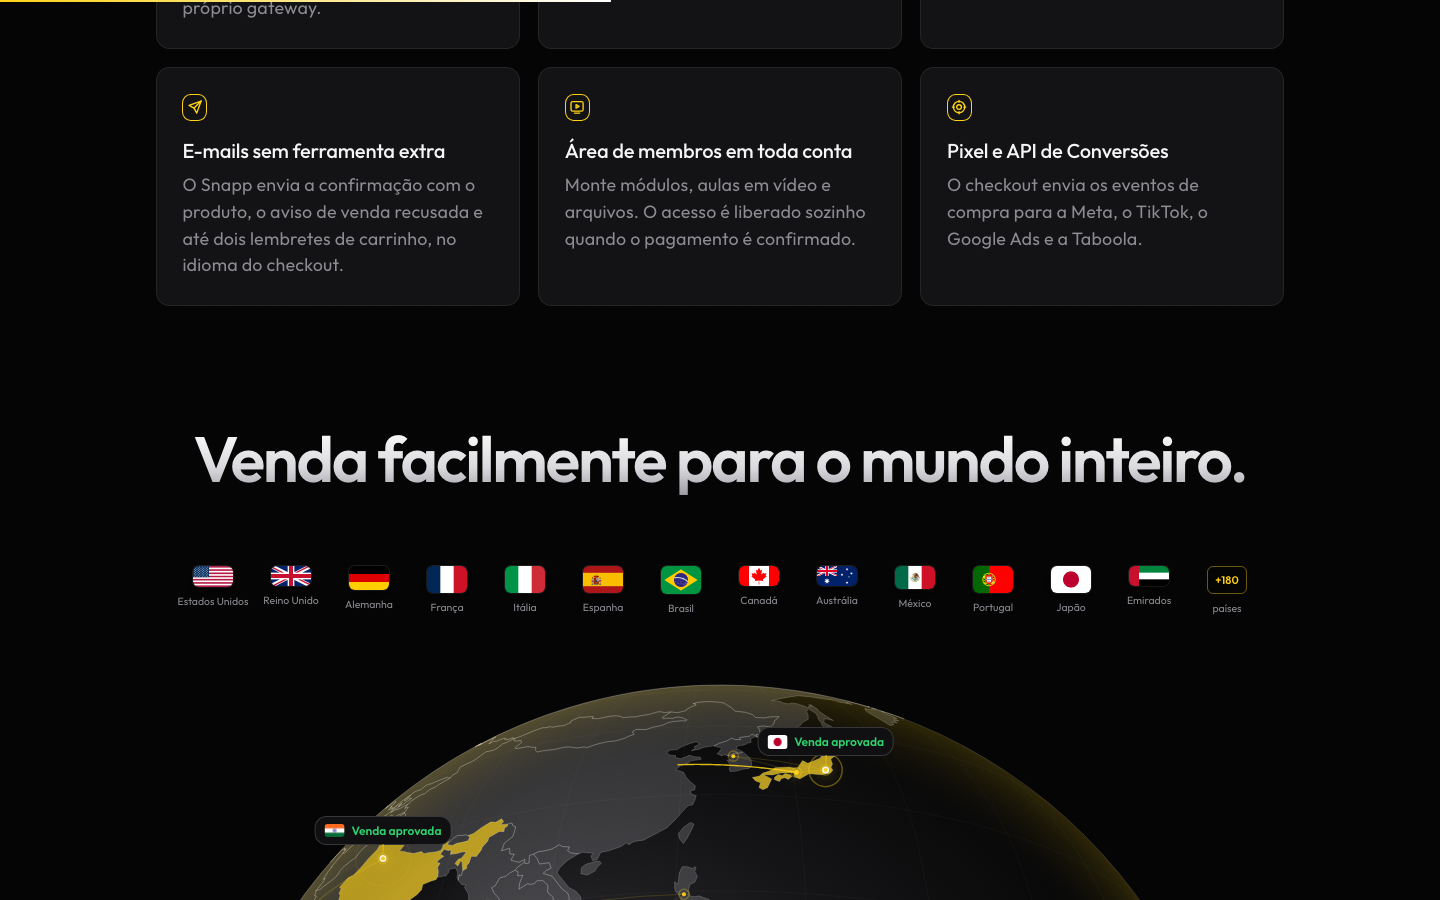 próprio gateway.
E-mails sem ferramenta extra
O Snapp envia a confirmação com o
produto, o aviso de venda recusada e
até dois lembretes de carrinho, no
idioma do checkout.
Área de membros em toda conta
Monte módulos, aulas em vídeo e
arquivos. O acesso é liberado sozinho
quando o pagamento é confirmado.
Pixel e API de Conversões
O checkout envia os eventos de
compra para a Meta, o TikTok, o
Google Ads e a Taboola.
Venda facilmente para o mundo inteiro.
Estados Unidos
Reino Unido
Alemanha
França
Itália
Espanha
Brasil
Canadá
Austrália
México
Portugal
Japão
Emirados
+180
países
Venda aprovada
Venda aprovada